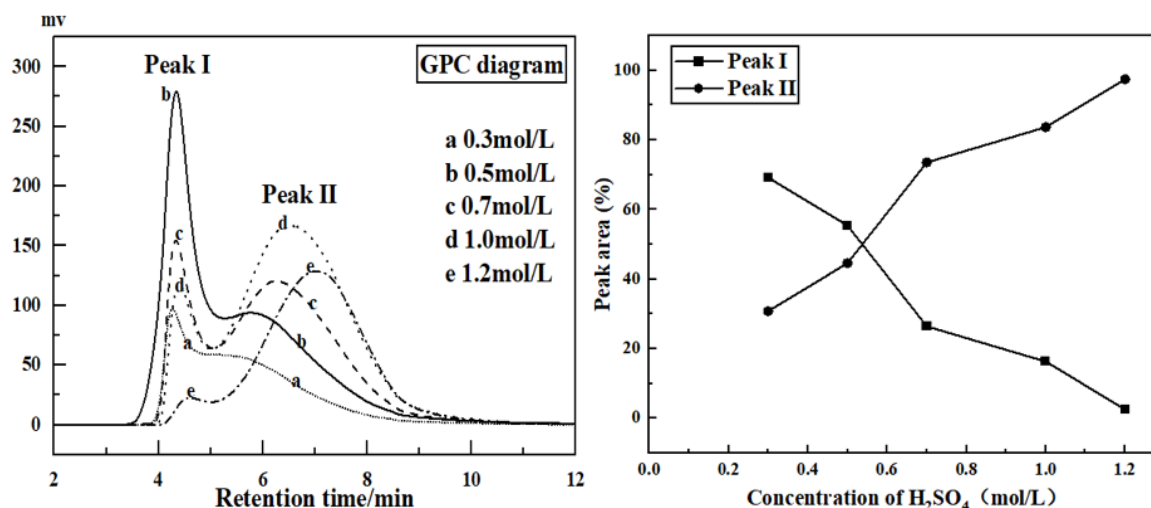 mv
300
250
200
150
100
50
0
Peak I
Peak II
GPC diagram
a 0.3mol/L
b 0.5mol/L
c 0.7mol/L
d 1.0mol/L
e 1.2mol/L
b
c
d
a
e
d
e
c
b
a
2 4 6 8 10 12
Retention time/min
Peak I
Peak II
100
80
60
40
20
0
Peak area (%)
0.0 0.2 0.4 0.6 0.8 1.0 1.2
Concentration of H₂SO₄（mol/L）